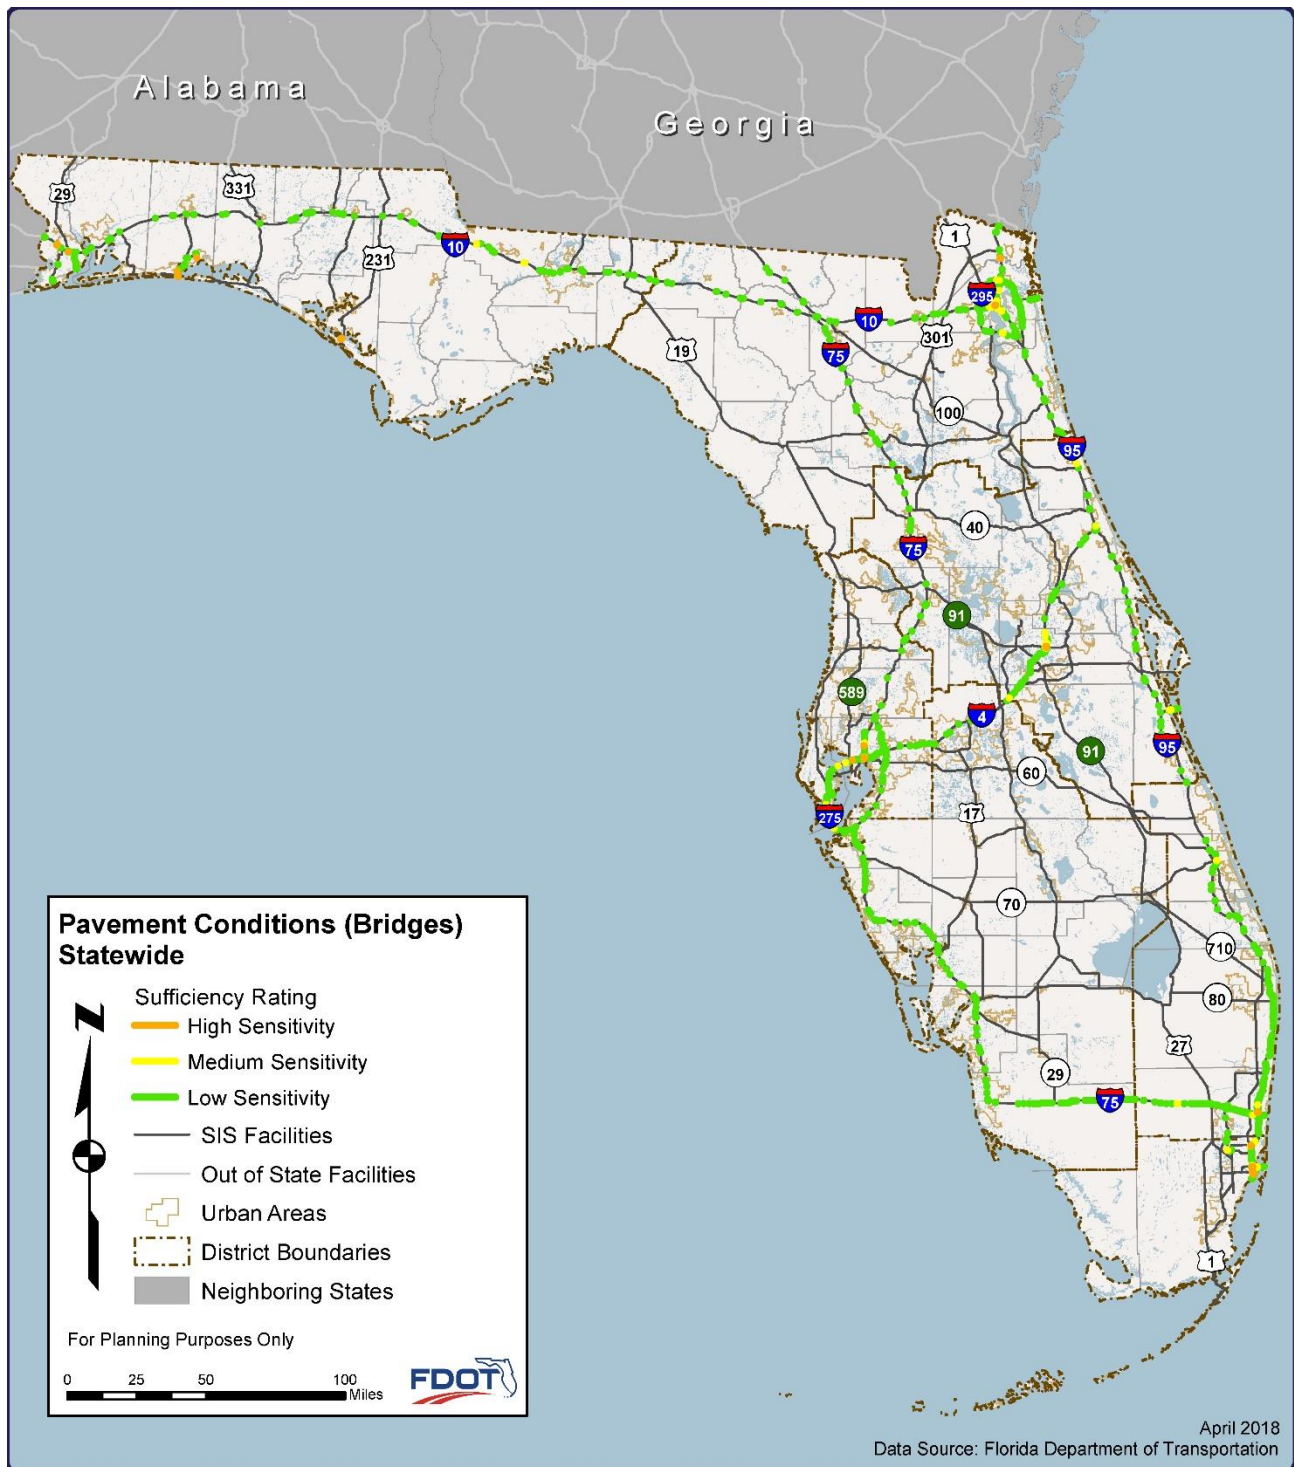 Alabama
Georgia
29
331
231
10
1
295
10
301
75
19
100
95
40
75
91
589
4
95
91
60
275
17
70
710
80
27
29
75
1
Pavement Conditions (Bridges)
Statewide
N
Sufficiency Rating
High Sensitivity
Medium Sensitivity
Low Sensitivity
SIS Facilities
Out of State Facilities
Urban Areas
District Boundaries
Neighboring States
For Planning Purposes Only
0 25 50 100
Miles
FDOT
April 2018
Data Source: Florida Department of Transportation